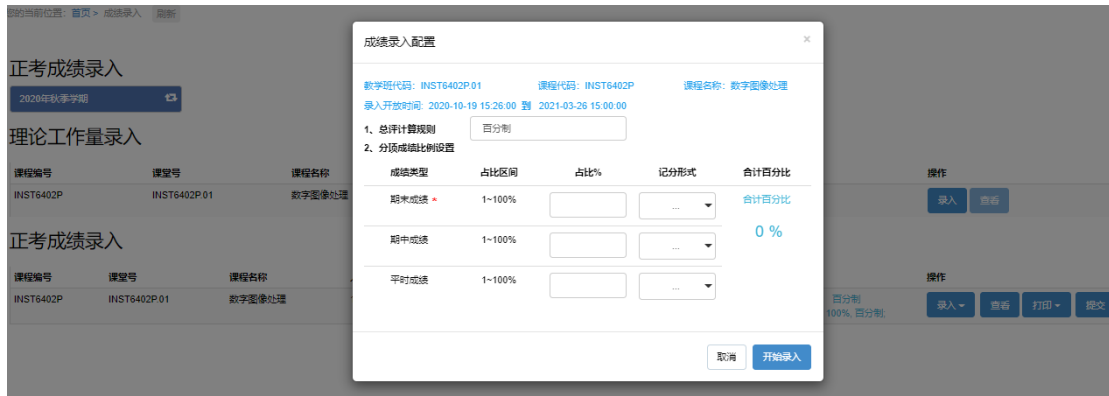 您的当前位置：首页> 成绩录入 刷新
成绩录入配置 ×
正考成绩录入
2020年秋季学期
理论工作量录入
课程编号 课堂号 课程名称 操作
INST6402P INST6402P.01 数字图像处理 录入 查看
正考成绩录入
课程编号 课堂号 课程名称 操作
INST6402P INST6402P.01 数字图像处理 百分制 录入 查看 打印 提交
100%, 百分制;
教学班代码：INST6402P.01 课程代码：INST6402P 课程名称：数字图像处理
录入开放时间：2020-10-19 15:26:00 到 2021-03-26 15:00:00
1、总评计算规则 百分制
2、分项成绩比例设置
成绩类型 占比区间 占比% 记分形式 合计百分比
期末成绩 * 1~100% ... 合计百分比
0 %
期中成绩 1~100% ...
平时成绩 1~100% ...
取消 开始录入